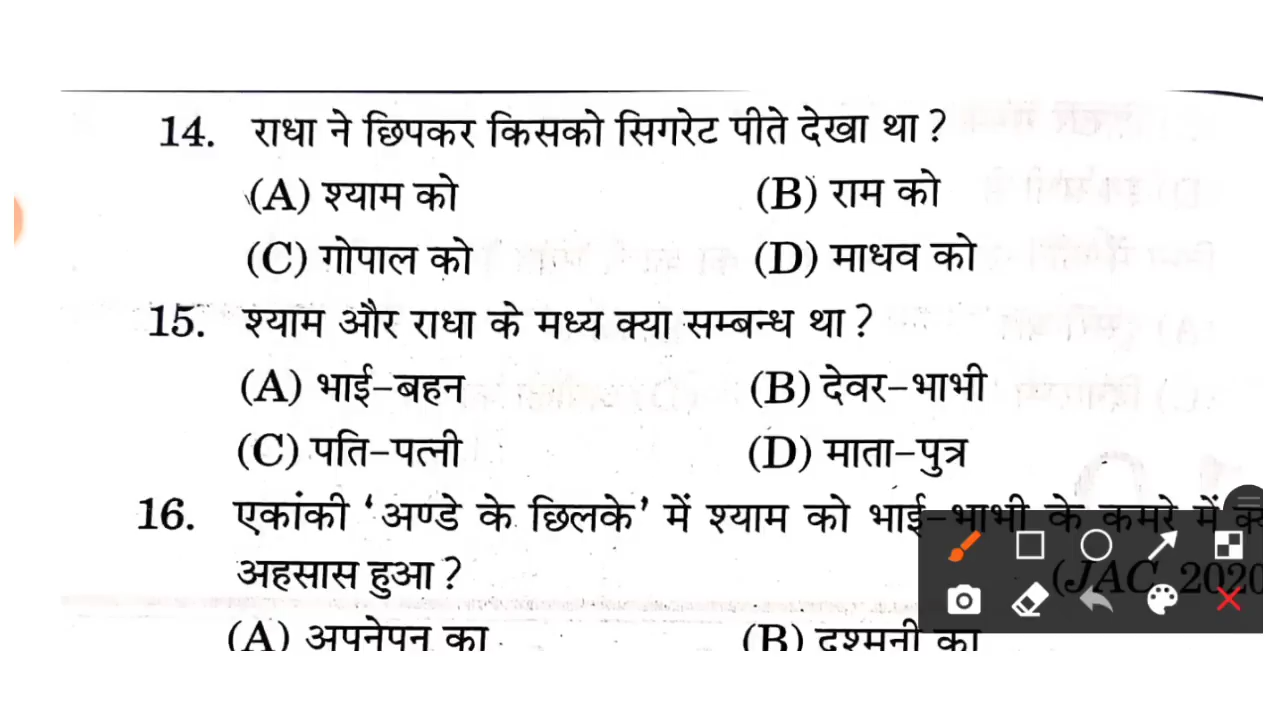 14. राधा ने छिपकर किसको सिगरेट पीते देखा था ?
(A) श्याम को (B) राम को
(C) गोपाल को (D) माधव को
15. श्याम और राधा के मध्य क्या सम्बन्ध था ?
(A) भाई-बहन (B) देवर-भाभी
(C) पति-पत्नी (D) माता-पुत्र
16. एकांकी 'अण्डे के छिलके' में श्याम को भाई-भाभी के कमरे में
अहसास हुआ ? (JAC 2020
(A) अपनेपन का (B) दुश्मनी का